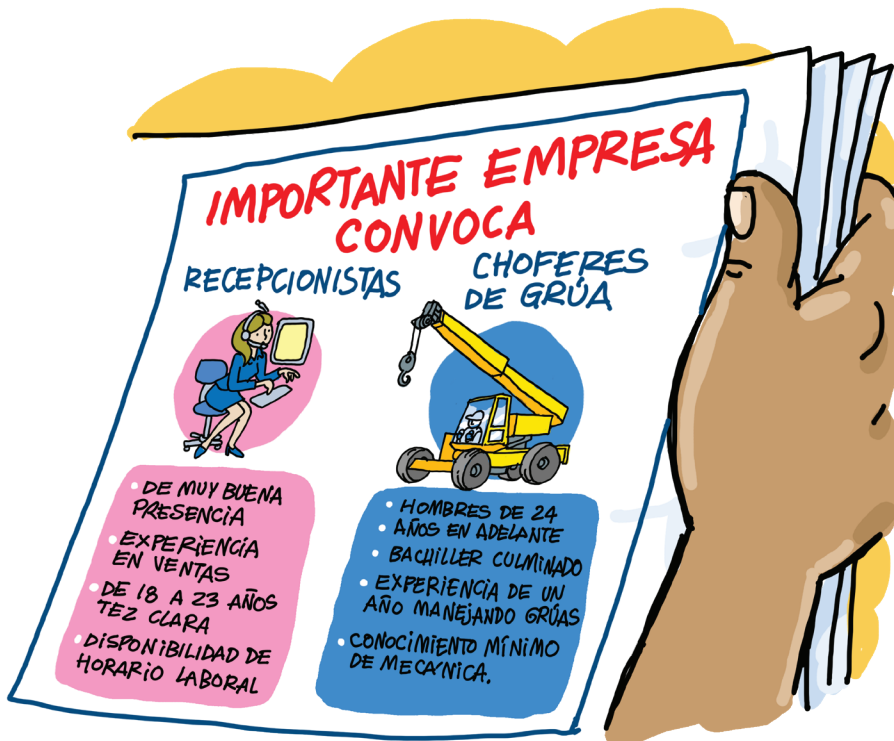 IMPORTANTE EMPRESA
CONVOCA
RECEPCIONISTAS
• DE MUY BUENA
PRESENCIA
• EXPERIENCIA
EN VENTAS
• DE 18 A 23 AÑOS
TEZ CLARA
• DISPONIBILIDAD DE
HORARIO LABORAL
CHOFERES
DE GRÚA
• HOMBRES DE 24
• AÑOS EN ADELANTE
• BACHILLER CULMINADO
• EXPERIENCIA DE UN
AÑO MANEJANDO GRÚAS
• CONOCIMIENTO MÍNIMO
DE MECÁNICA.